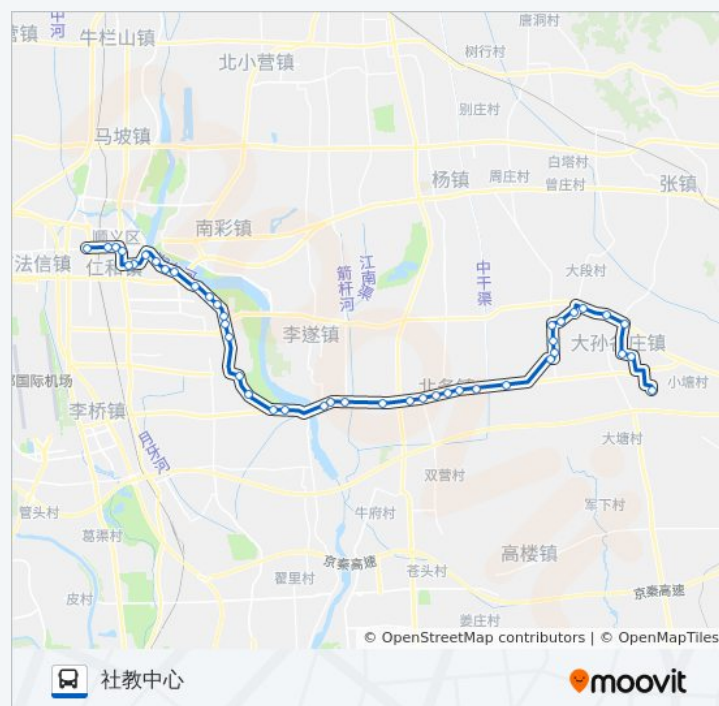 中河
唐洞村
营镇
牛栏山镇
树行村
北小营镇
别庄村
马坡镇
白塔村
杨镇
周庄村
曾庄村
张镇
南彩镇
顺义区
法信镇
仁和镇
江南渠
箭杆河
中干渠
大段村
李遂镇
大孙各庄镇
国际机场
北务镇
小塘村
李桥镇
月牙河
大塘村
双营村
管头村
军下村
牛府村
葛渠村
高楼镇
京秦高速
翟里村
苍头村
京秦高速
皮村
姜庄村
© OpenStreetMap contributors | © OpenMapTiles
社教中心
moovit